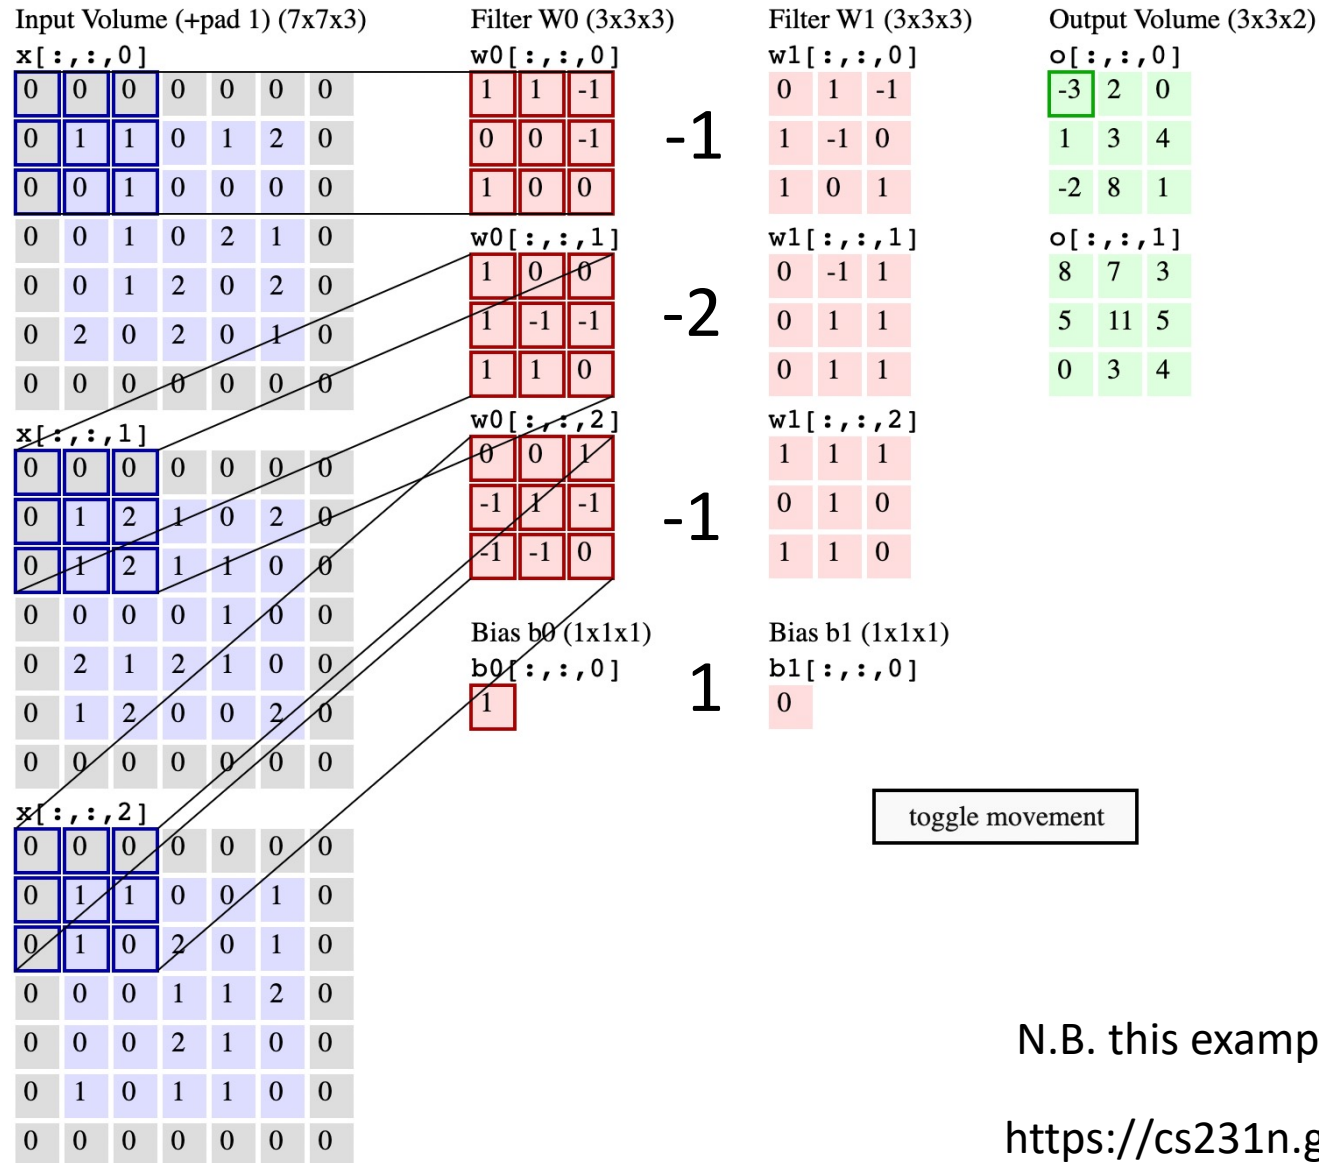 Input Volume (+pad 1) (7x7x3)
x[:,:,0]
0 0 0 0 0 0 0
0 1 1 0 1 2 0
0 0 1 0 0 0 0
0 0 1 0 2 1 0
0 0 1 2 0 2 0
0 2 0 2 0 1 0
0 0 0 0 0 0 0
x[:,:,1]
0 0 0 0 0 0 0
0 1 2 1 0 2 0
0 1 2 1 1 0 0
0 0 0 0 1 0 0
0 2 1 2 1 0 0
0 1 2 0 0 2 0
0 0 0 0 0 0 0
x[:,:,2]
0 0 0 0 0 0 0
0 1 1 0 0 1 0
0 1 0 2 0 1 0
0 0 0 1 1 2 0
0 0 0 2 1 0 0
0 1 0 1 1 0 0
0 0 0 0 0 0 0
Filter W0 (3x3x3)
w0[:,:,0]
1 1 -1
0 0 -1
1 0 0
-1
w0[:,:,1]
1 0 0
1 -1 -1
1 1 0
-2
w0[:,:,2]
0 0 1
-1 1 -1
-1 -1 0
-1
Bias b0 (1x1x1)
b0[:,:,0]
1
1
Filter W1 (3x3x3)
w1[:,:,0]
0 1 -1
1 -1 0
1 0 1
w1[:,:,1]
0 -1 1
0 1 1
0 1 1
w1[:,:,2]
1 1 1
0 1 0
1 1 0
Bias b1 (1x1x1)
b1[:,:,0]
0
Output Volume (3x3x2)
o[:,:,0]
-3 2 0
1 3 4
-2 8 1
o[:,:,1]
8 7 3
5 11 5
0 3 4
toggle movement
N.B. this examp
https://cs231n.g